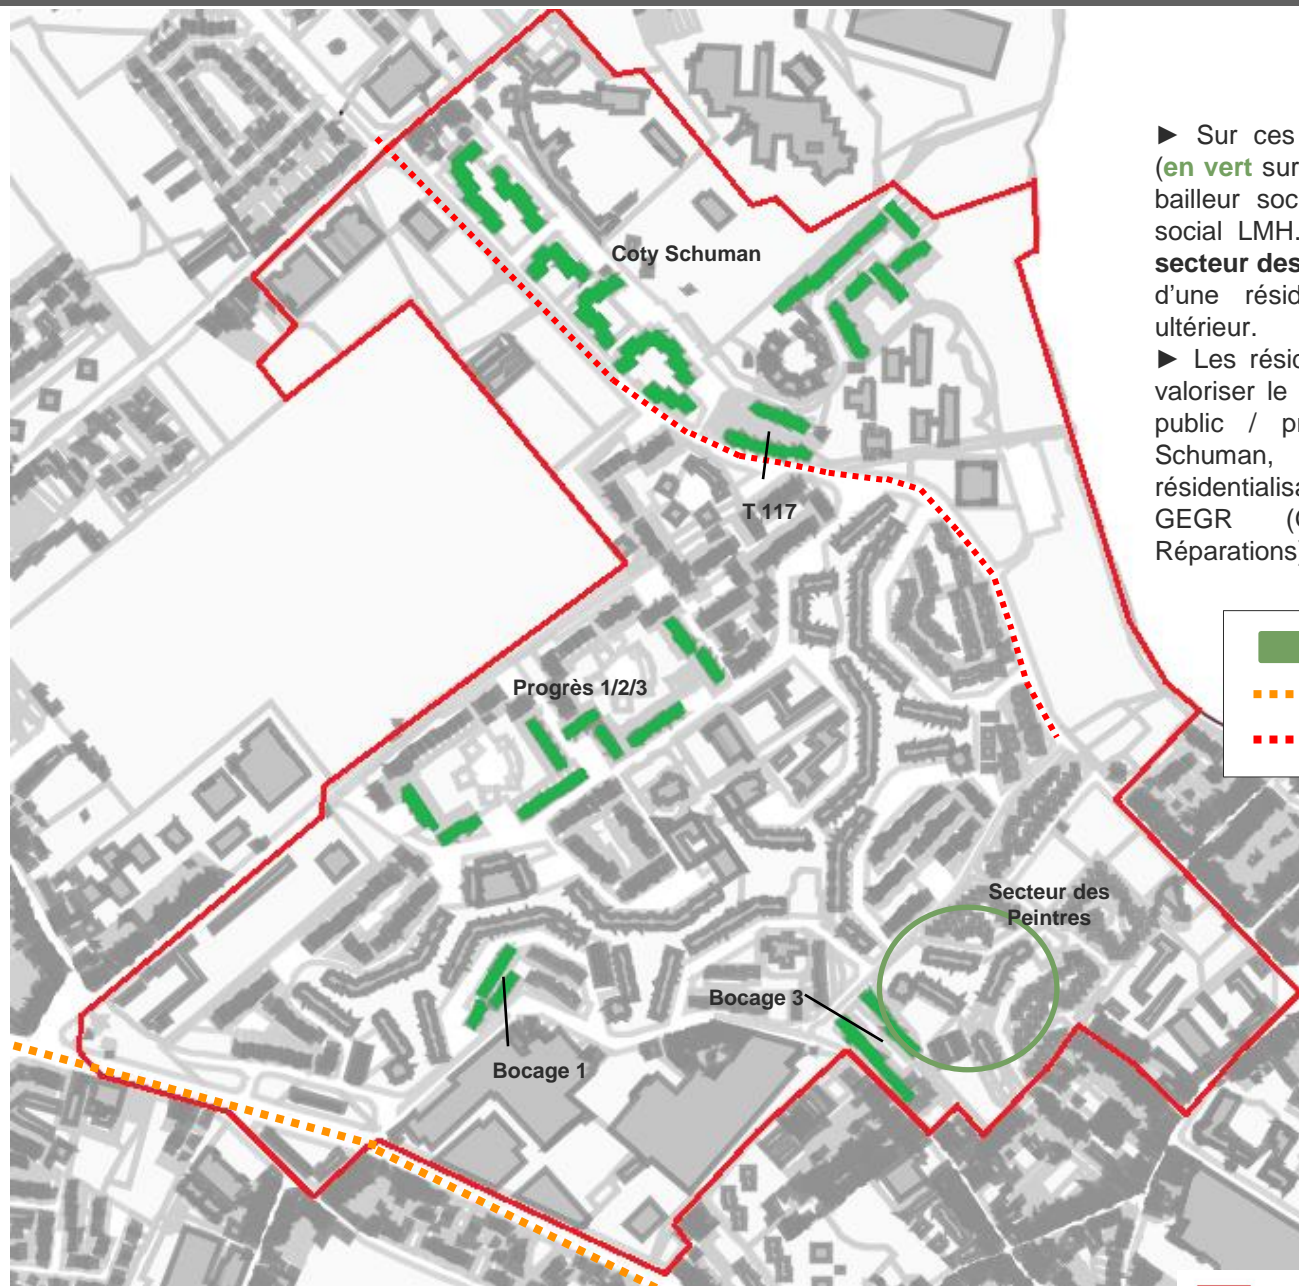 ► Sur ces
(en vert sur
bailleur soc
social LMH.
secteur des
d'une résid
ultérieur.
► Les résid
valoriser le
public / pr
Schuman,
résidentialisa
GEGR (
Réparations)
Coty Schuman
T 117
Progrès 1/2/3
Secteur des
Peintres
Bocage 3
Bocage 1